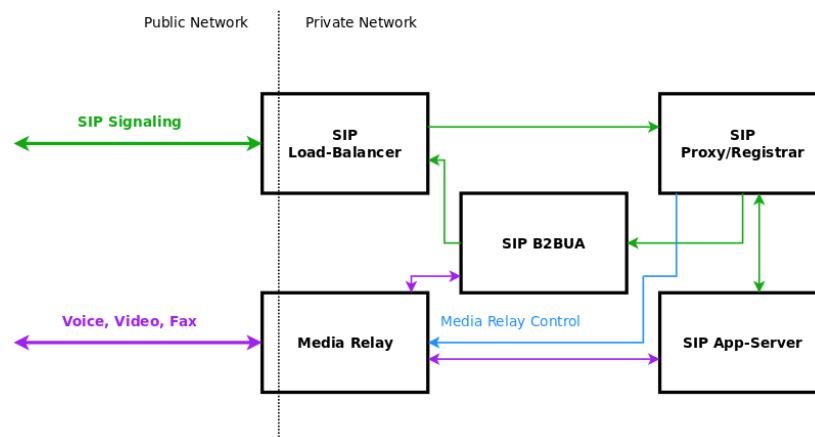 Public Network
Private Network
SIP Signaling
SIP
Load-Balancer
SIP
Proxy/Registrar
SIP B2BUA
Voice, Video, Fax
Media Relay
Media Relay Control
SIP App-Server